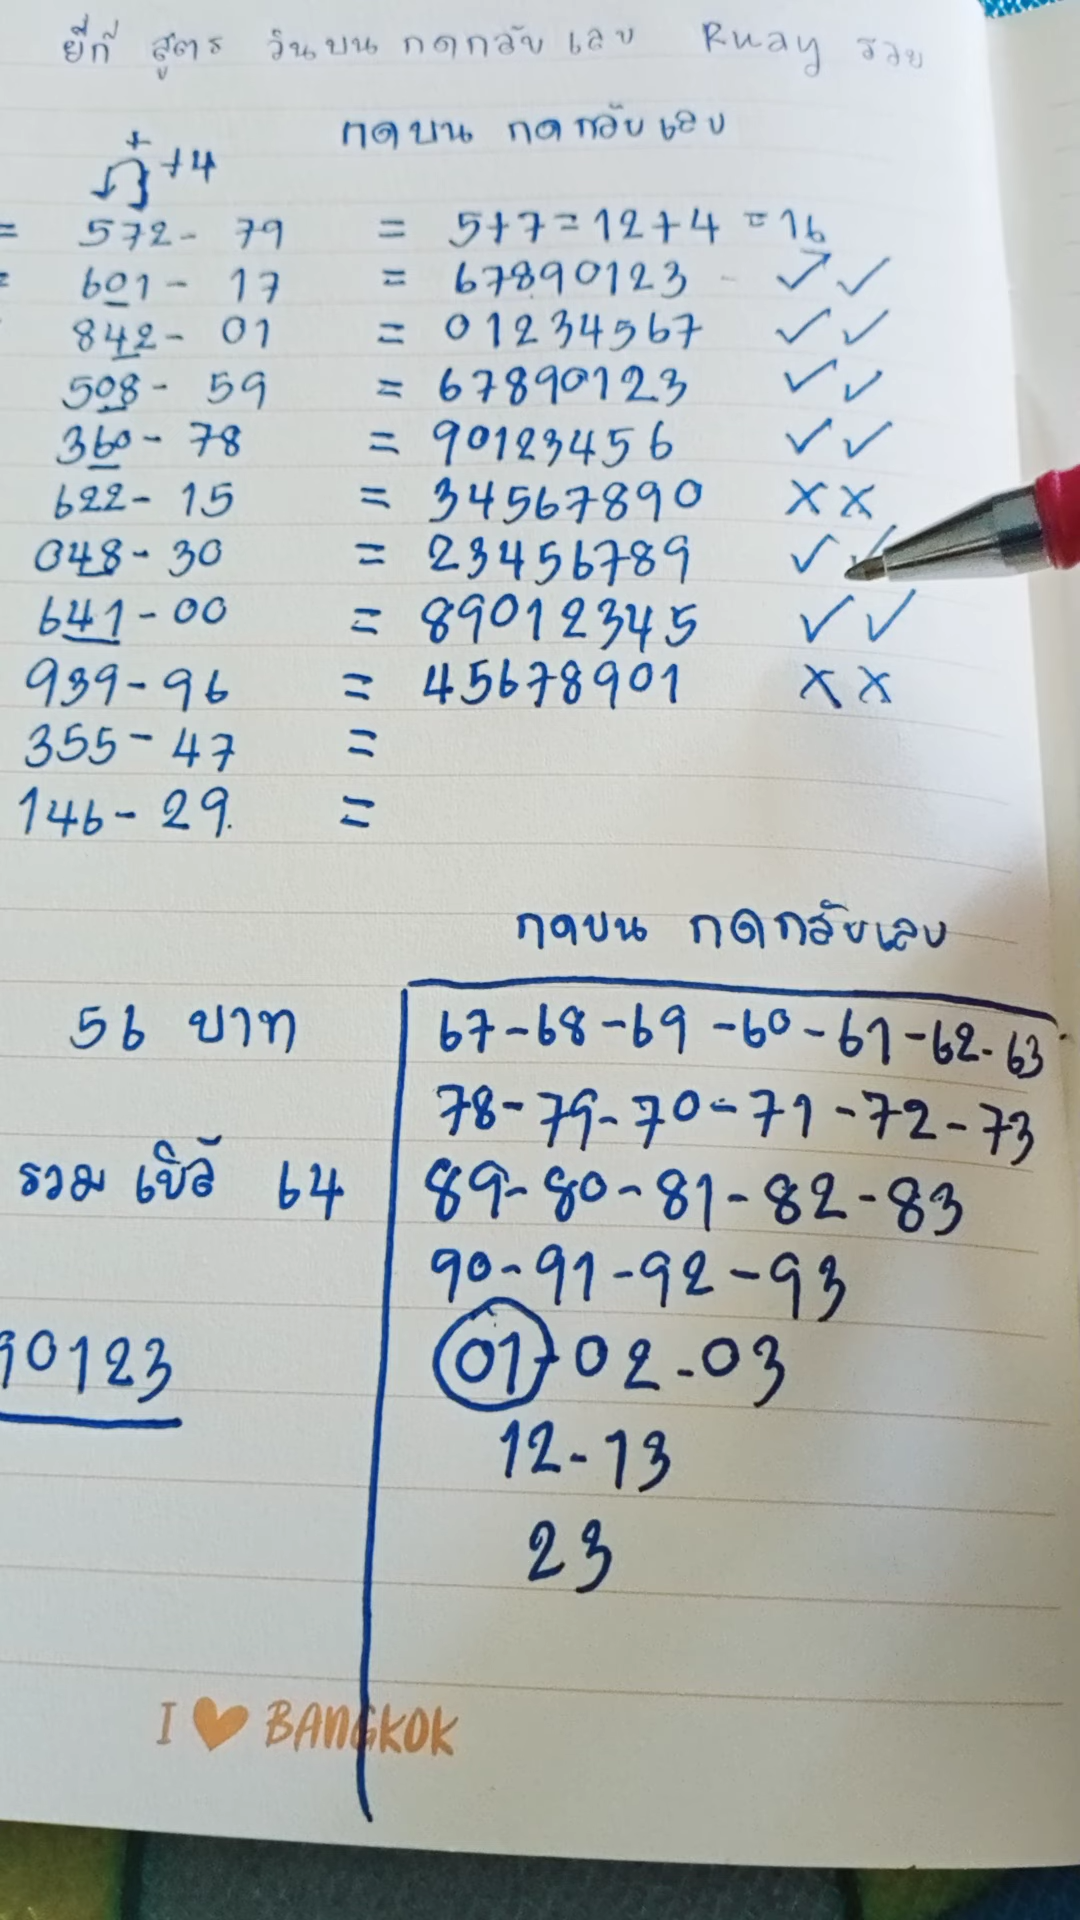 ยี่กี่ สูตร วินบน กดกลับเลข Ruay รวย
กดบน กดกลับเลข
+ +4
= 572- 79 = 5+7=12+4 =16
= 601- 17 = 67890123 - ✓✓
842- 01 = 01234567 ✓✓
508- 59 = 67890123 ✓✓
360- 78 = 90123456 ✓✓
622- 15 = 34567890 XX
048-30 = 23456789 ✓✓
641-00 = 89012345 ✓✓
939-96 = 45678901 XX
355-47 =
146-29. =
กดบน กดกลับเลข
56 บาท
67-68-69-60-61-62-63
78-79-70-71-72-73
รวม เบิ้ล 64
89-80-81-82-83
90-91-92-93
90123
01-02-03
12-13
23
I ♥ BANGKOK